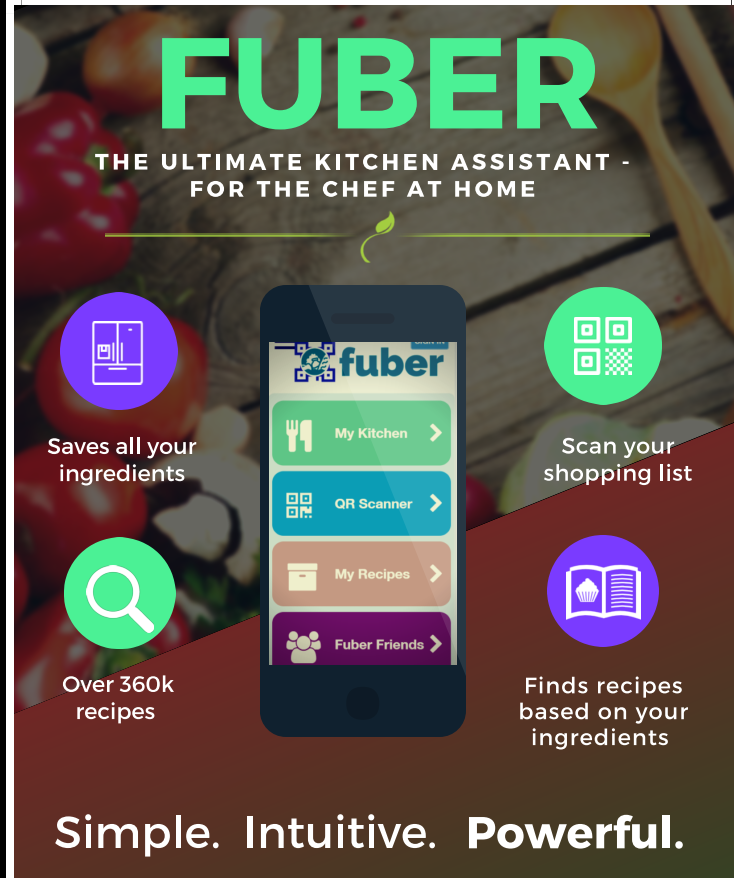 FUBER
THE ULTIMATE KITCHEN ASSISTANT -
FOR THE CHEF AT HOME
Saves all your
ingredients
Scan your
shopping list
SIGN IN
fuber
My Kitchen
QR Scanner
My Recipes
Fuber Friends
Over 360k
recipes
Finds recipes
based on your
ingredients
Simple. Intuitive. Powerful.